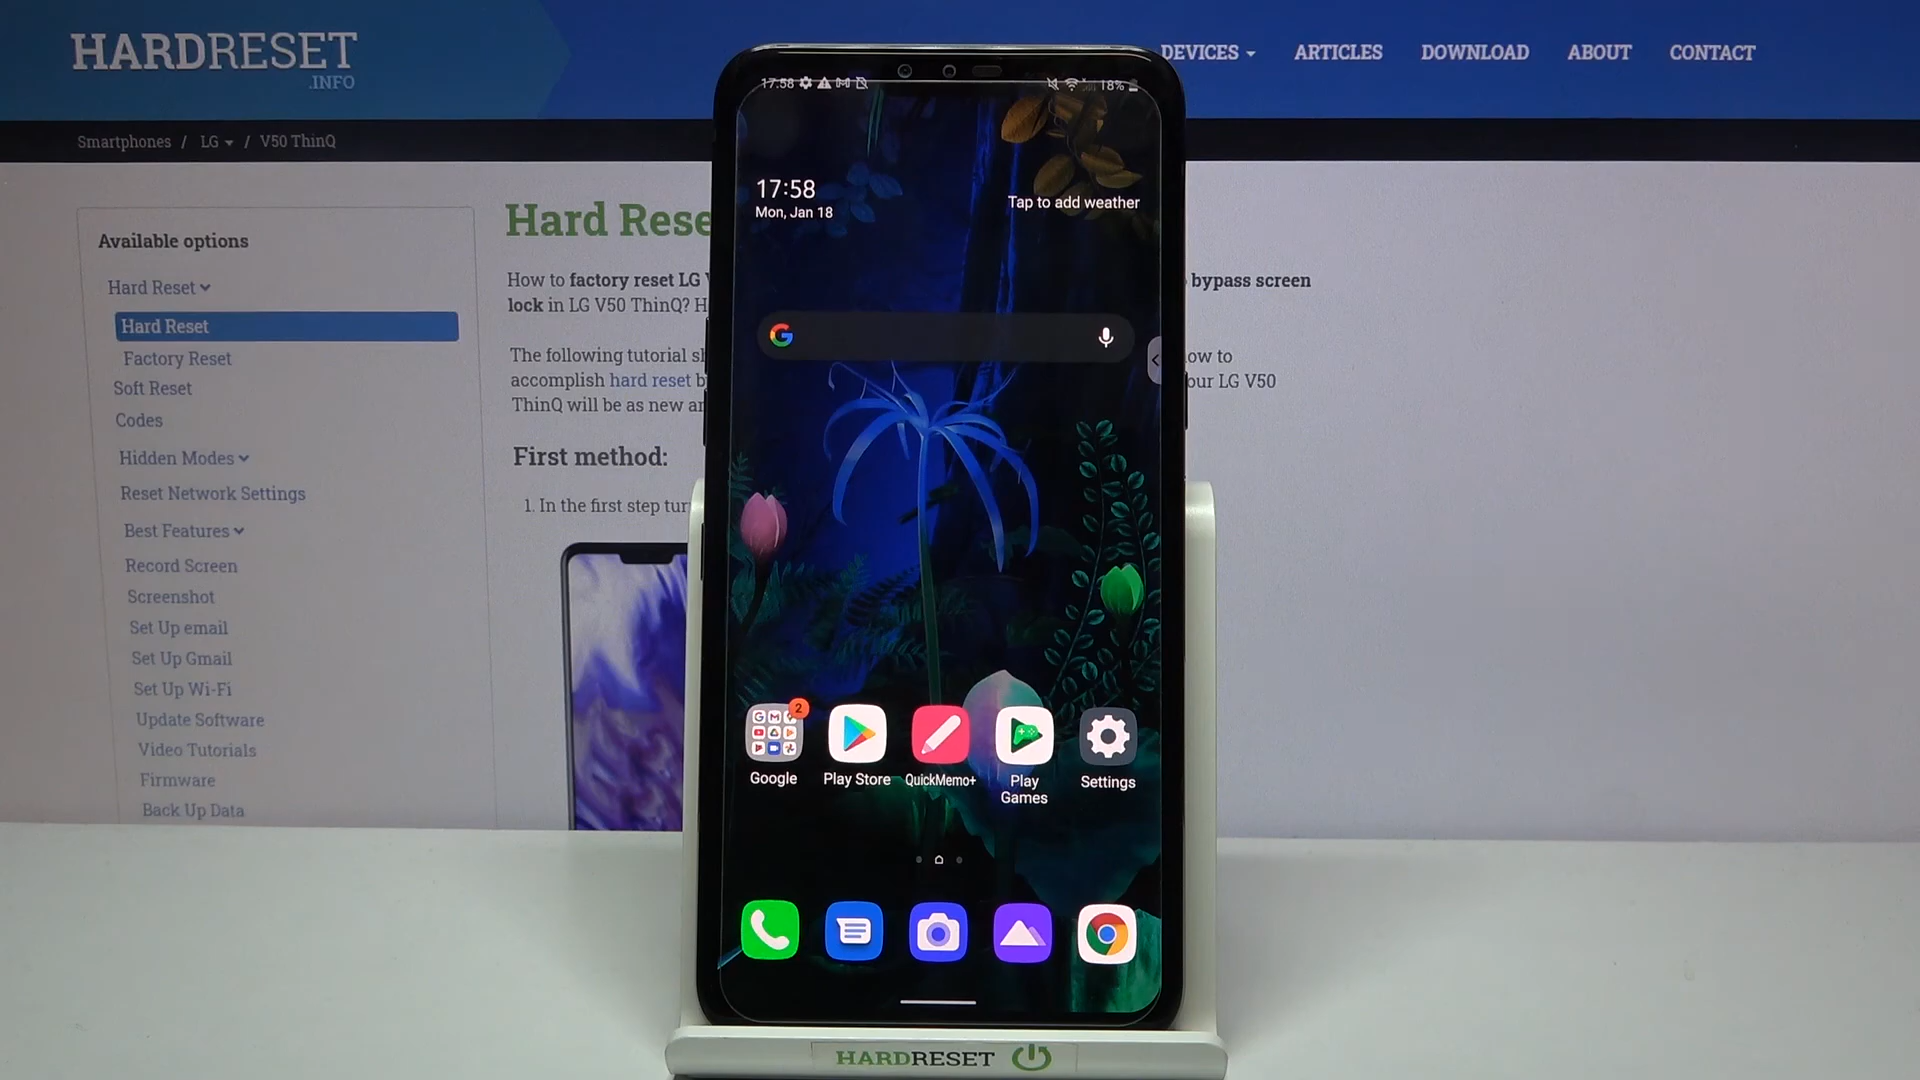 HARDRESET
.INFO
DEVICES
ARTICLES
DOWNLOAD
ABOUT
CONTACT
Smartphones / LG / V50 ThinQ
Available options
Hard Reset
Hard Reset
Factory Reset
Soft Reset
Codes
Hidden Modes
Reset Network Settings
Best Features
Record Screen
Screenshot
Set Up email
Set Up Gmail
Set Up Wi-Fi
Update Software
Video Tutorials
Firmware
Back Up Data
Hard Rese
How to factory reset LG
bypass screen
lock in LG V50 ThinQ? H
The following tutorial s
ow to
accomplish hard reset b
our LG V50
ThinQ will be as new a
First method:
1. In the first step tur
17:58
18%
17:58
Mon, Jan 18
Tap to add weather
2
Google
Play Store
QuickMemo+
Play
Games
Settings
HARDRESET